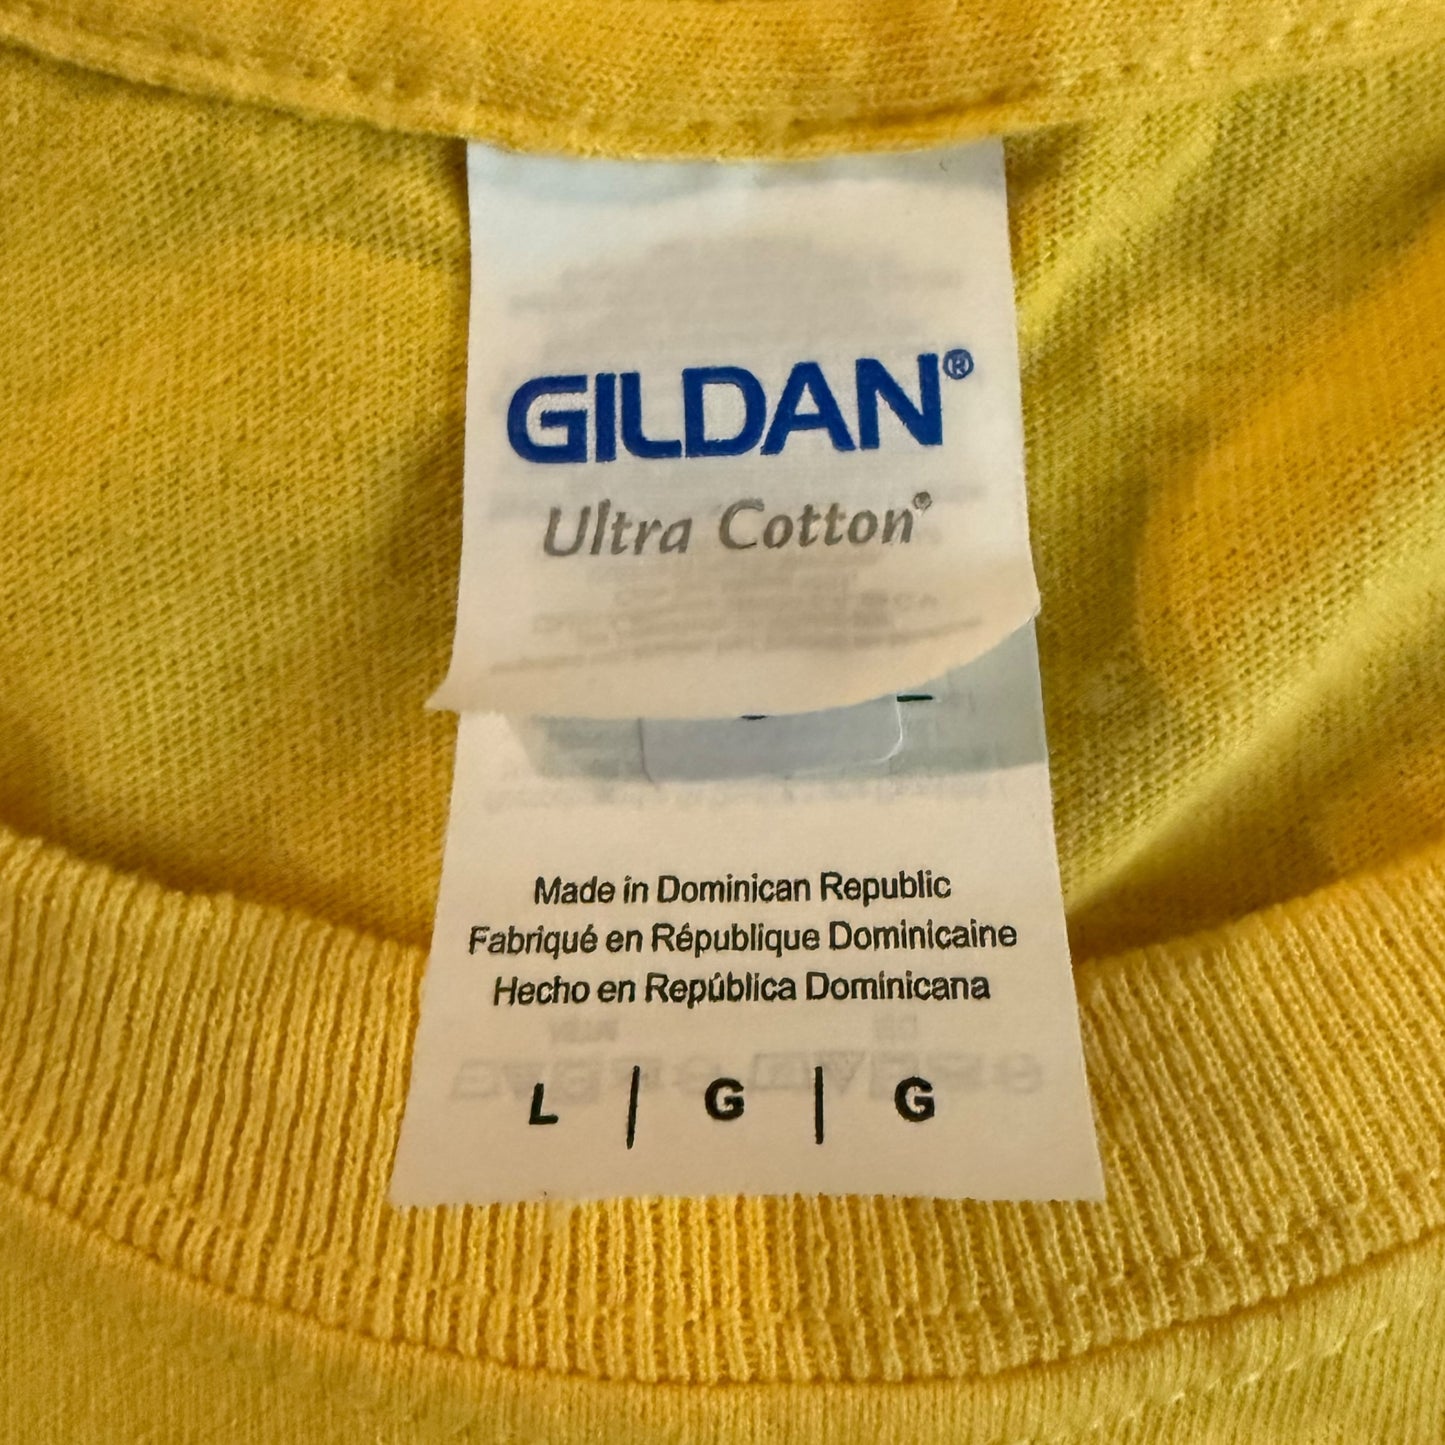 GILDAN®
Ultra Cotton®
Made in Dominican Republic
Fabriqué en République Dominicaine
Hecho en República Dominicana
L | G | G